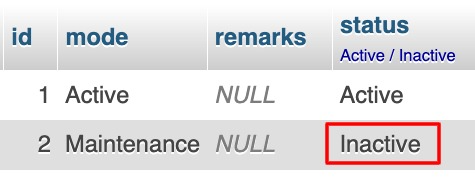 id mode remarks status
Active / Inactive
1 Active NULL Active
2 Maintenance NULL Inactive